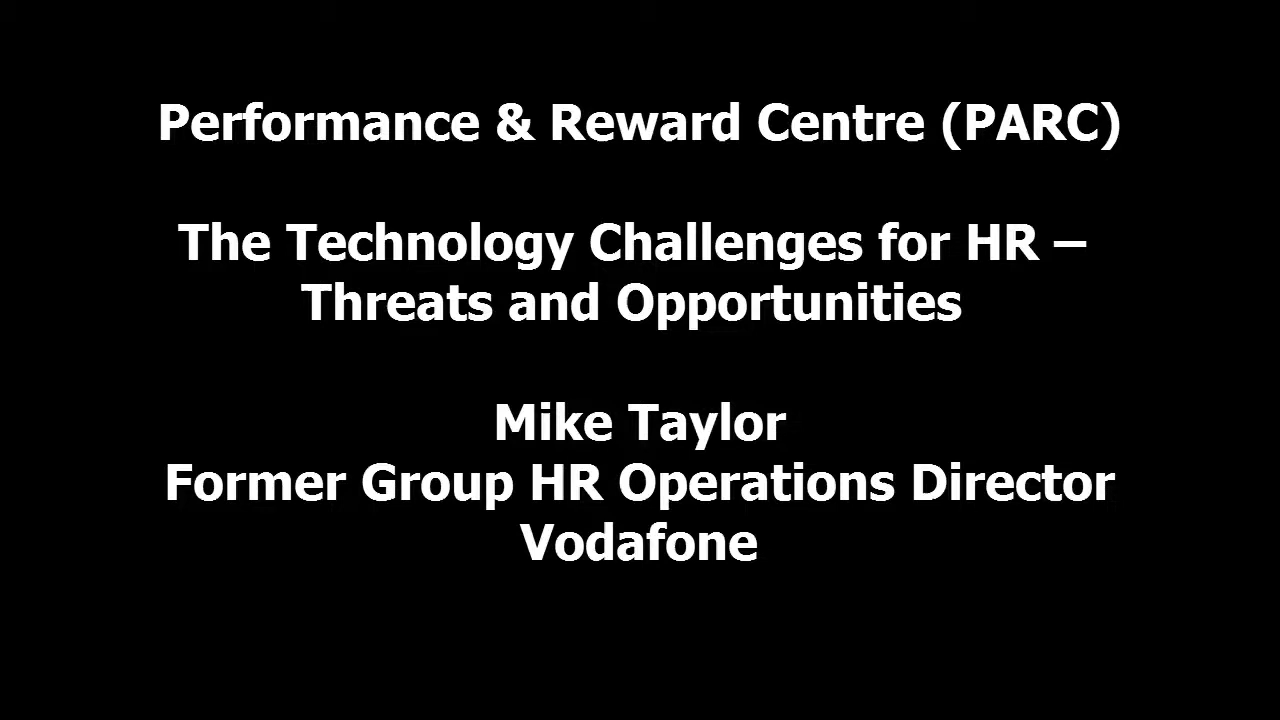 Performance & Reward Centre (PARC)
The Technology Challenges for HR –
Threats and Opportunities
Mike Taylor
Former Group HR Operations Director
Vodafone